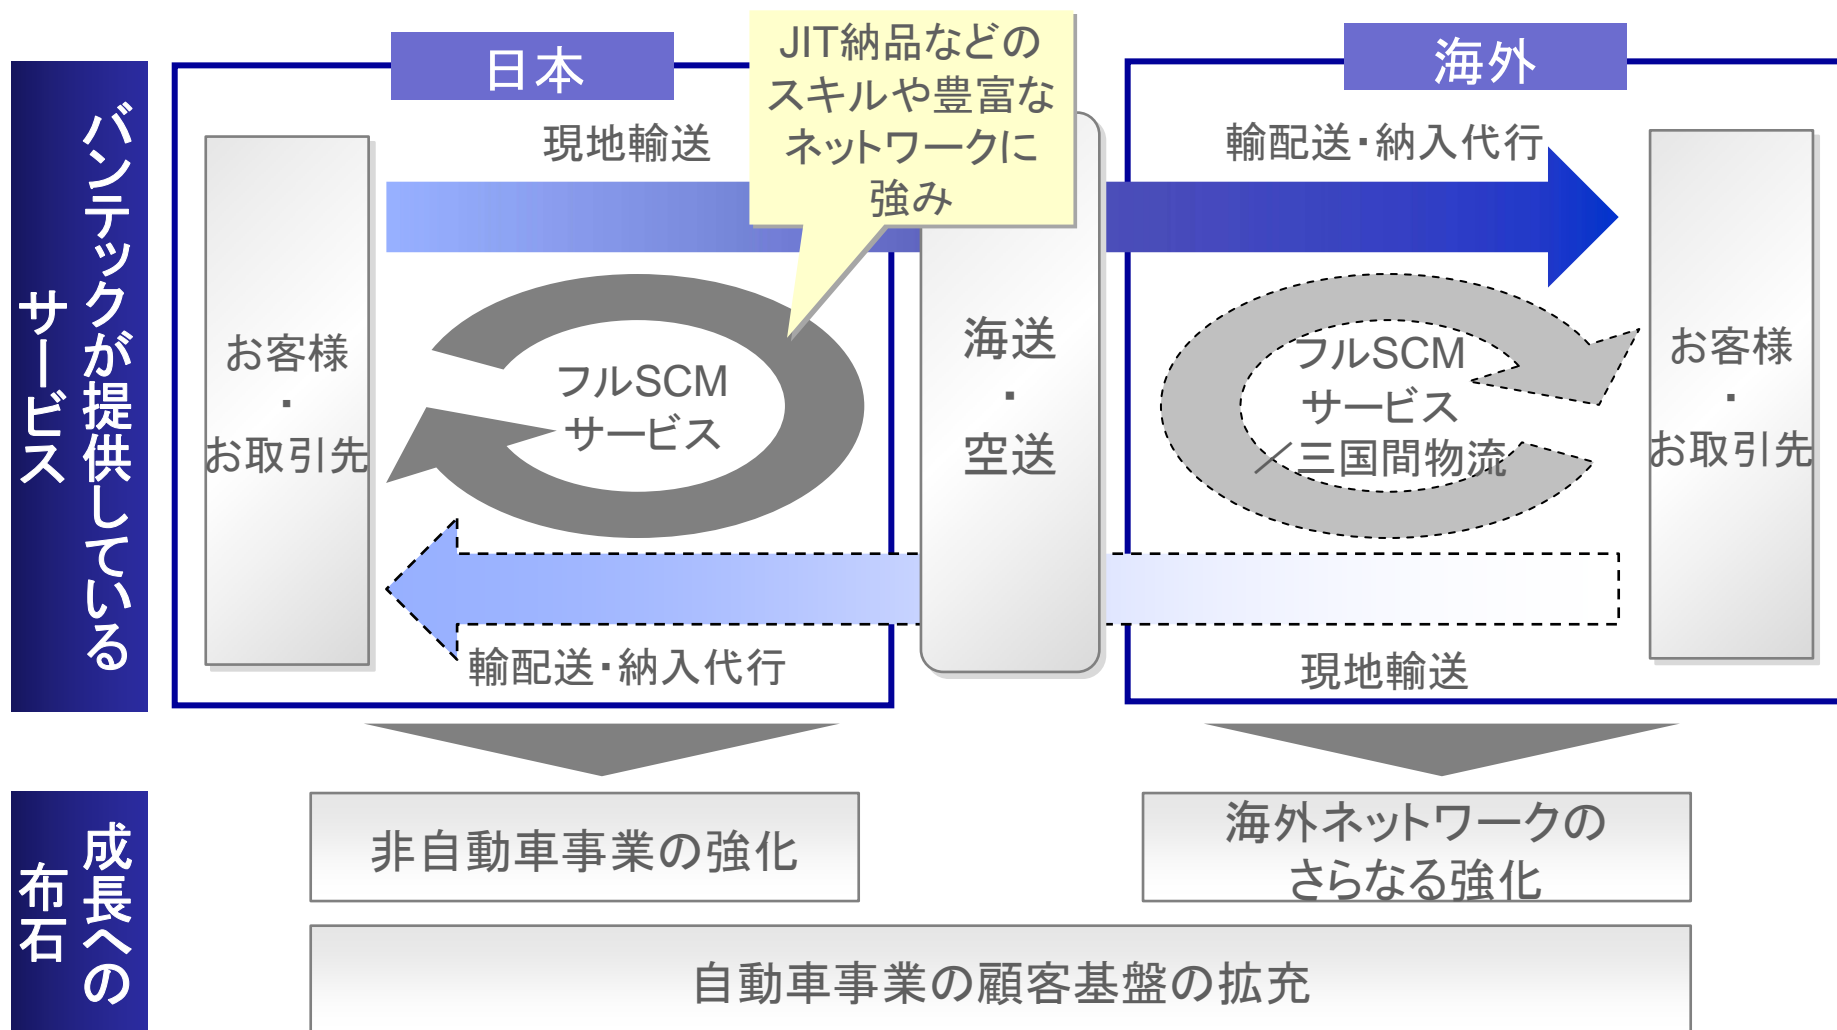 バンテックが提供している
サービス
日本
JIT納品などの
スキルや豊富な
ネットワークに
強み
海外
現地輸送
輸配送・納入代行
お客様
・
お取引先
フルSCM
サービス
海送
・
空送
フルSCM
サービス
／三国間物流
お客様
・
お取引先
輸配送・納入代行
現地輸送
成長への
布石
非自動車事業の強化
海外ネットワークの
さらなる強化
自動車事業の顧客基盤の拡充